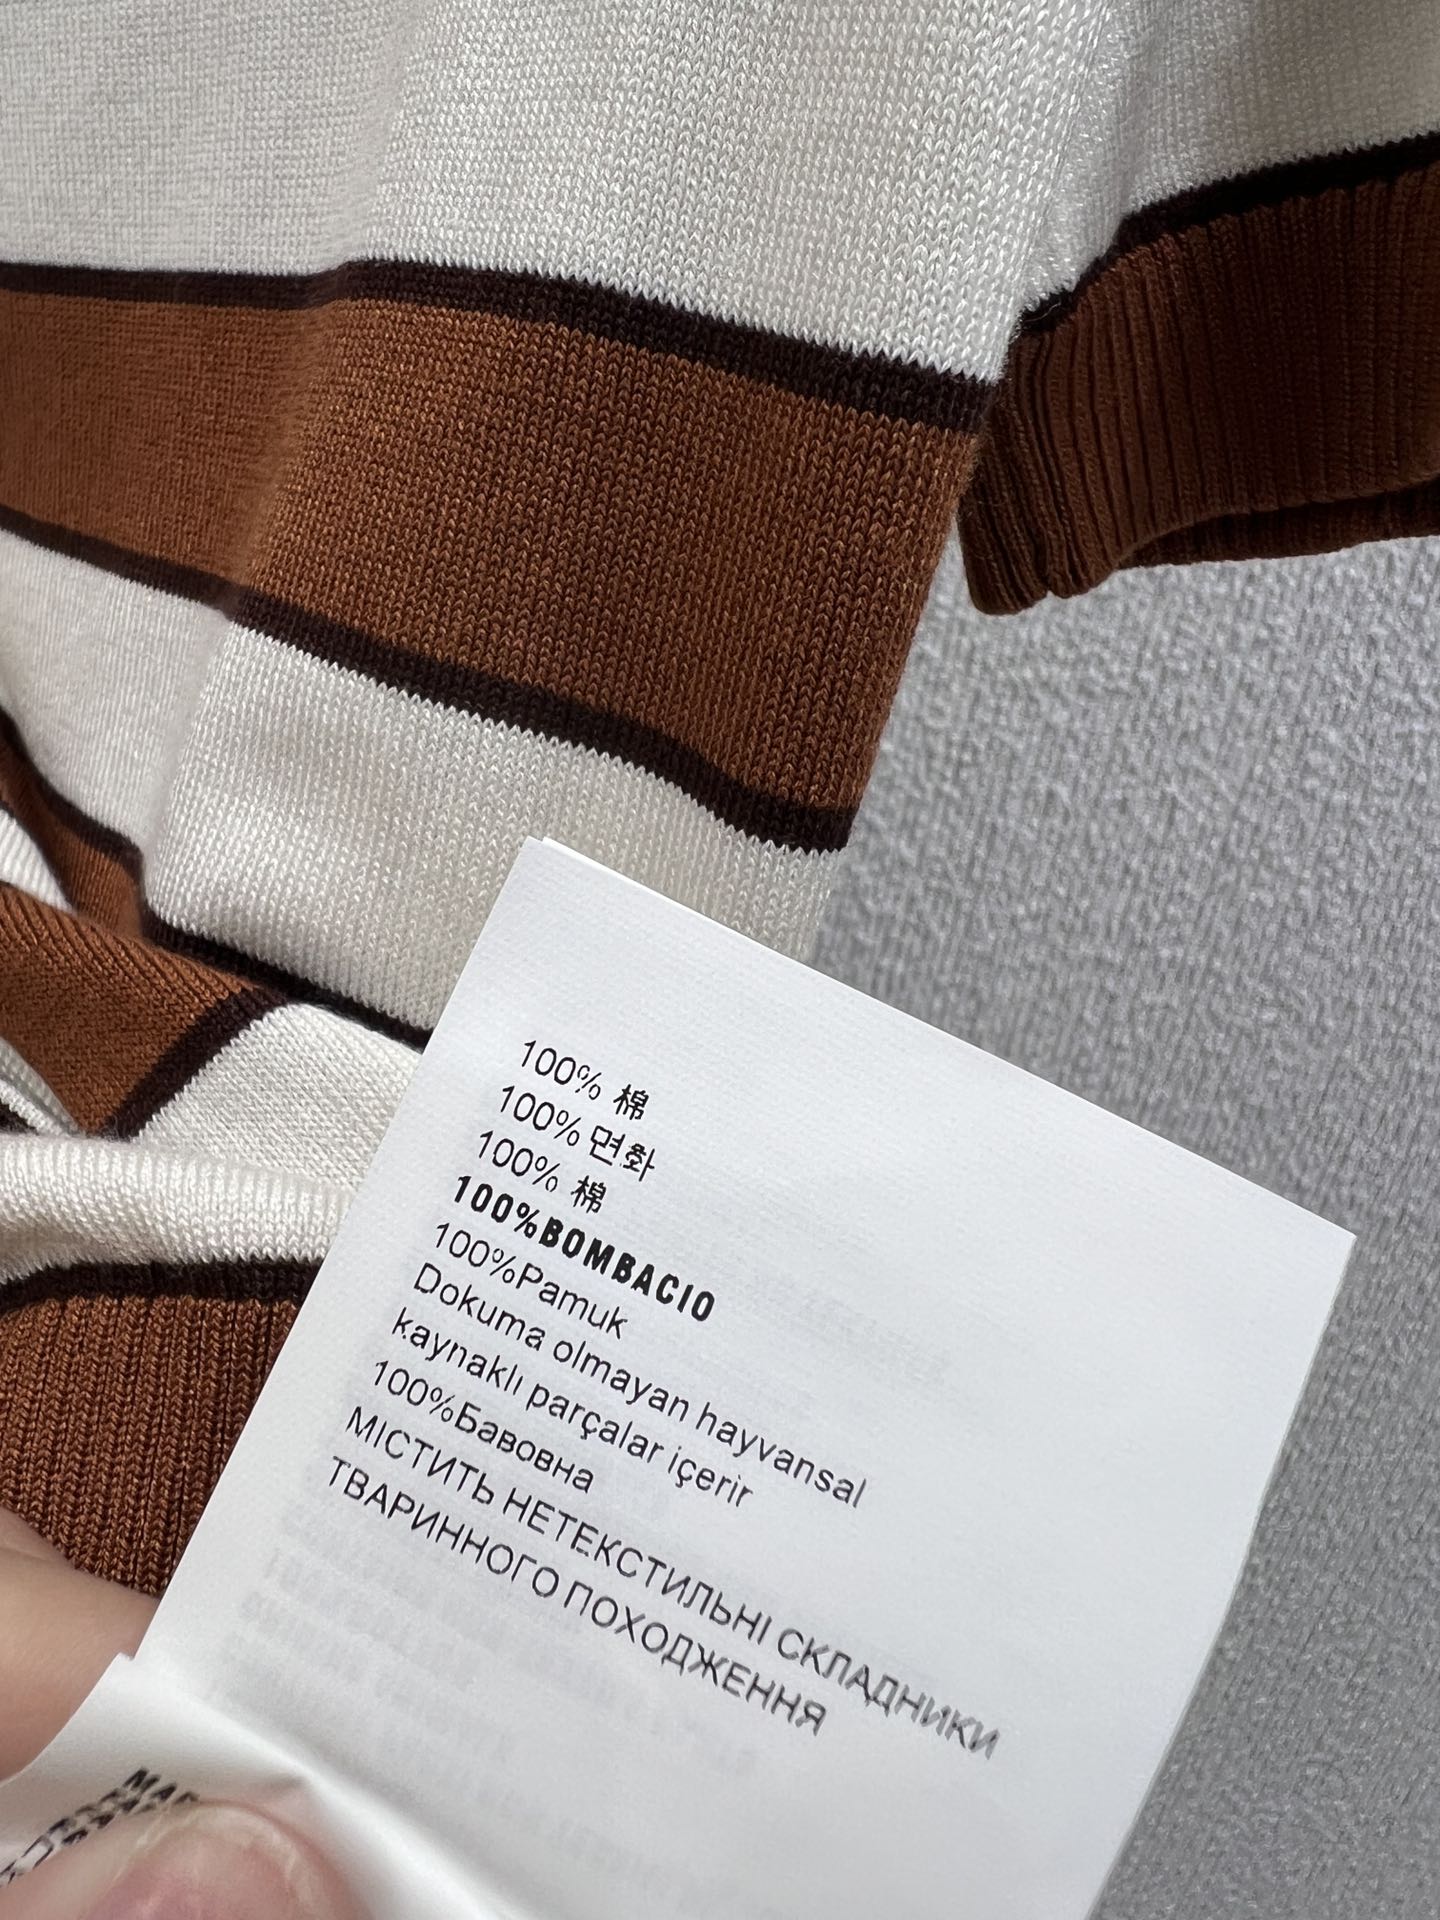 100% 棉
100% 면화
100% 棉
100%BOMBACIO
100%Pamuk
Dokuma olmayan hayvansal
kaynaklı parçalar içerir
100%Бавовна
МІСТИТЬ НЕТЕКСТИЛЬНІ СКЛАДНИКИ
ТВАРИННОГО ПОХОДЖЕННЯ